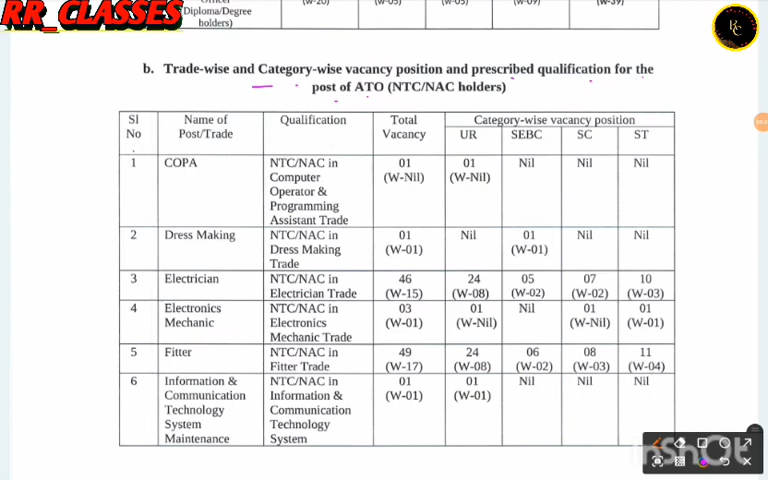 RR_CLASSES
Diploma/Degree
holders)
(W-20) (W-05) (W-05) (W-09) (W-39)
RC
b. Trade-wise and Category-wise vacancy position and prescribed qualification for the
post of ATO (NTC/NAC holders)
Sl No . Name of Post/Trade Qualification Total Vacancy Category-wise vacancy position
UR SEBC SC ST
1 COPA NTC/NAC in 01 01 Nil Nil Nil
Computer (W-Nil) (W-Nil)
Operator &
Programming
Assistant Trade
2 Dress Making NTC/NAC in 01 Nil 01 Nil Nil
Dress Making (W-01) (W-01)
Trade
3 Electrician NTC/NAC in 46 24 05 07 10
Electrician Trade (W-15) (W-08) (W-02) (W-02) (W-03)
4 Electronics NTC/NAC in 03 01 Nil 01 01
Mechanic Electronics (W-01) (W-Nil) (W-Nil) (W-01)
Mechanic Trade
5 Fitter NTC/NAC in 49 24 06 08 11
Fitter Trade (W-17) (W-08) (W-02) (W-03) (W-04)
6 Information & NTC/NAC in 01 01 Nil Nil Nil
Communication Information & (W-01) (W-01)
Technology Communication
System Technology
Maintenance System
InShOt